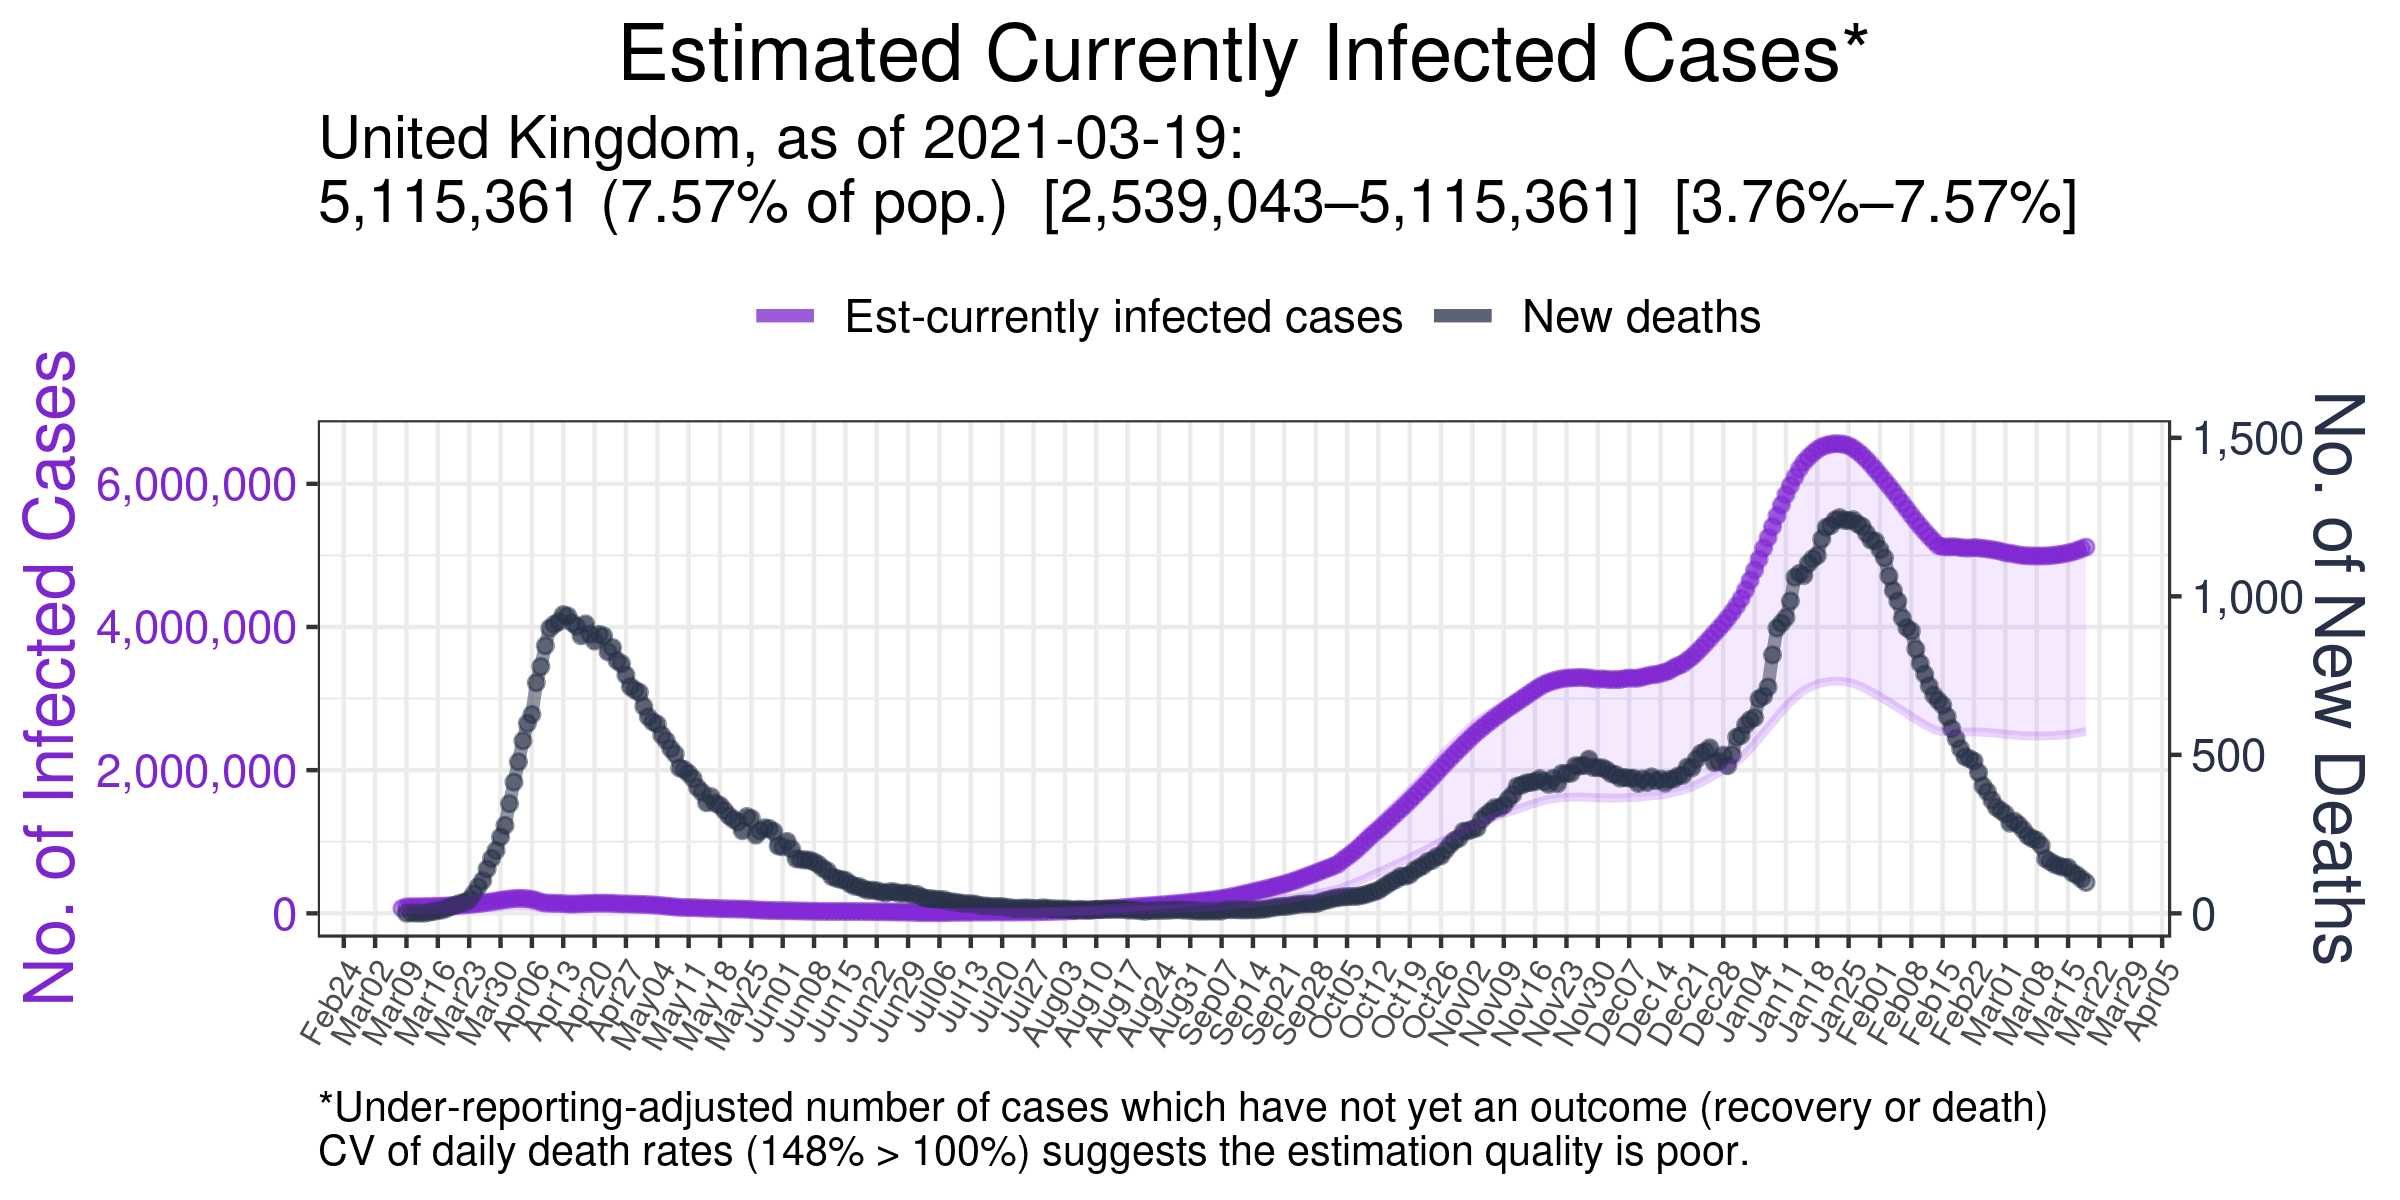 Estimated Currently Infected Cases*
United Kingdom, as of 2021-03-19:
5,115,361 (7.57% of pop.) [2,539,043–5,115,361] [3.76%–7.57%]
Est-currently infected cases
New deaths
No. of Infected Cases
6,000,000
4,000,000
2,000,000
0
1,500
1,000
500
0
No. of New Deaths
Feb24
Mar02
Mar09
Mar16
Mar23
Mar30
Apr06
Apr13
Apr20
Apr27
May04
May11
May18
May25
Jun01
Jun08
Jun15
Jun22
Jun29
Jul06
Jul13
Jul20
Jul27
Aug03
Aug10
Aug17
Aug24
Aug31
Sep07
Sep14
Sep21
Sep28
Oct05
Oct12
Oct19
Oct26
Nov02
Nov09
Nov16
Nov23
Nov30
Dec07
Dec14
Dec21
Dec28
Jan04
Jan11
Jan18
Jan25
Feb01
Feb08
Feb15
Feb22
Mar01
Mar08
Mar15
Mar22
Mar29
Apr05
*Under-reporting-adjusted number of cases which have not yet an outcome (recovery or death)
CV of daily death rates (148% > 100%) suggests the estimation quality is poor.